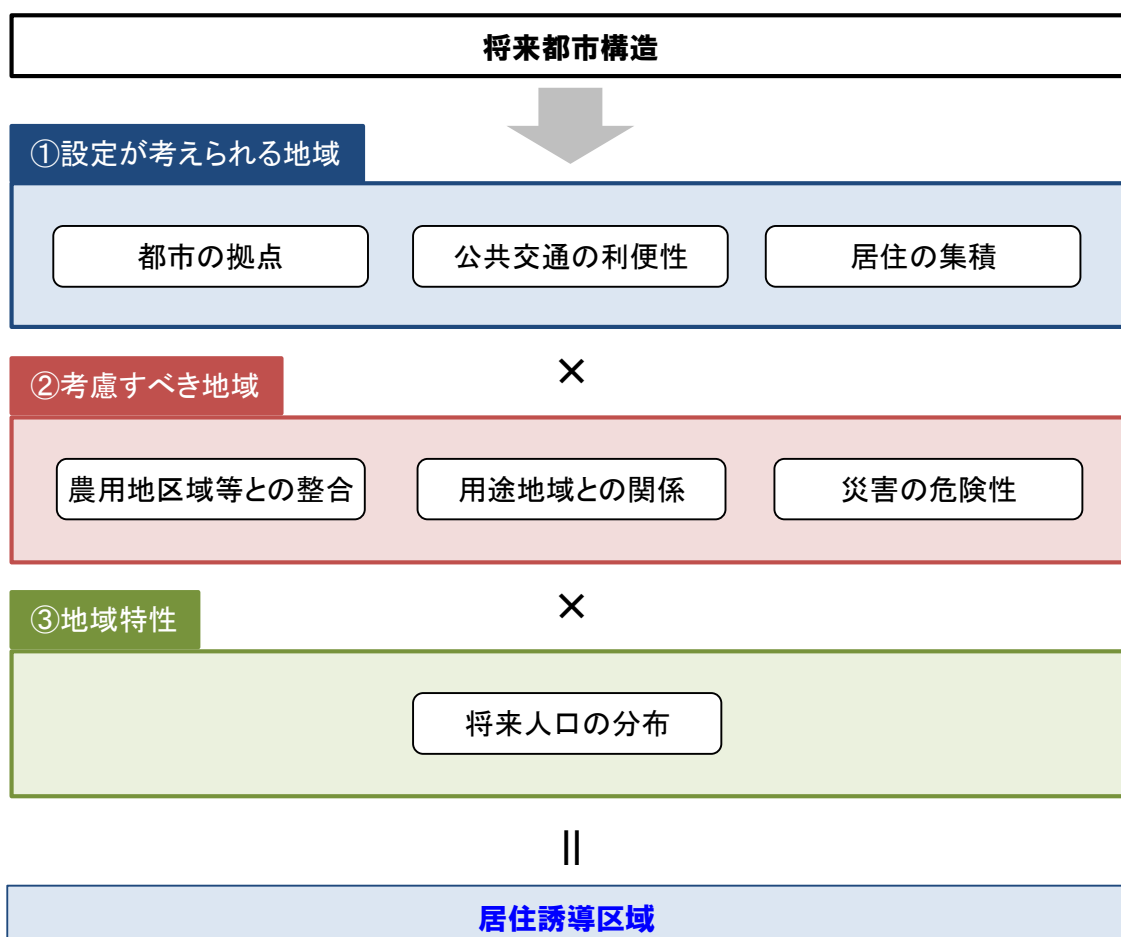 将来都市構造
①設定が考えられる地域
都市の拠点
公共交通の利便性
居住の集積
×
②考慮すべき地域
農用地区域等との整合
用途地域との関係
災害の危険性
×
③地域特性
将来人口の分布
||
居住誘導区域